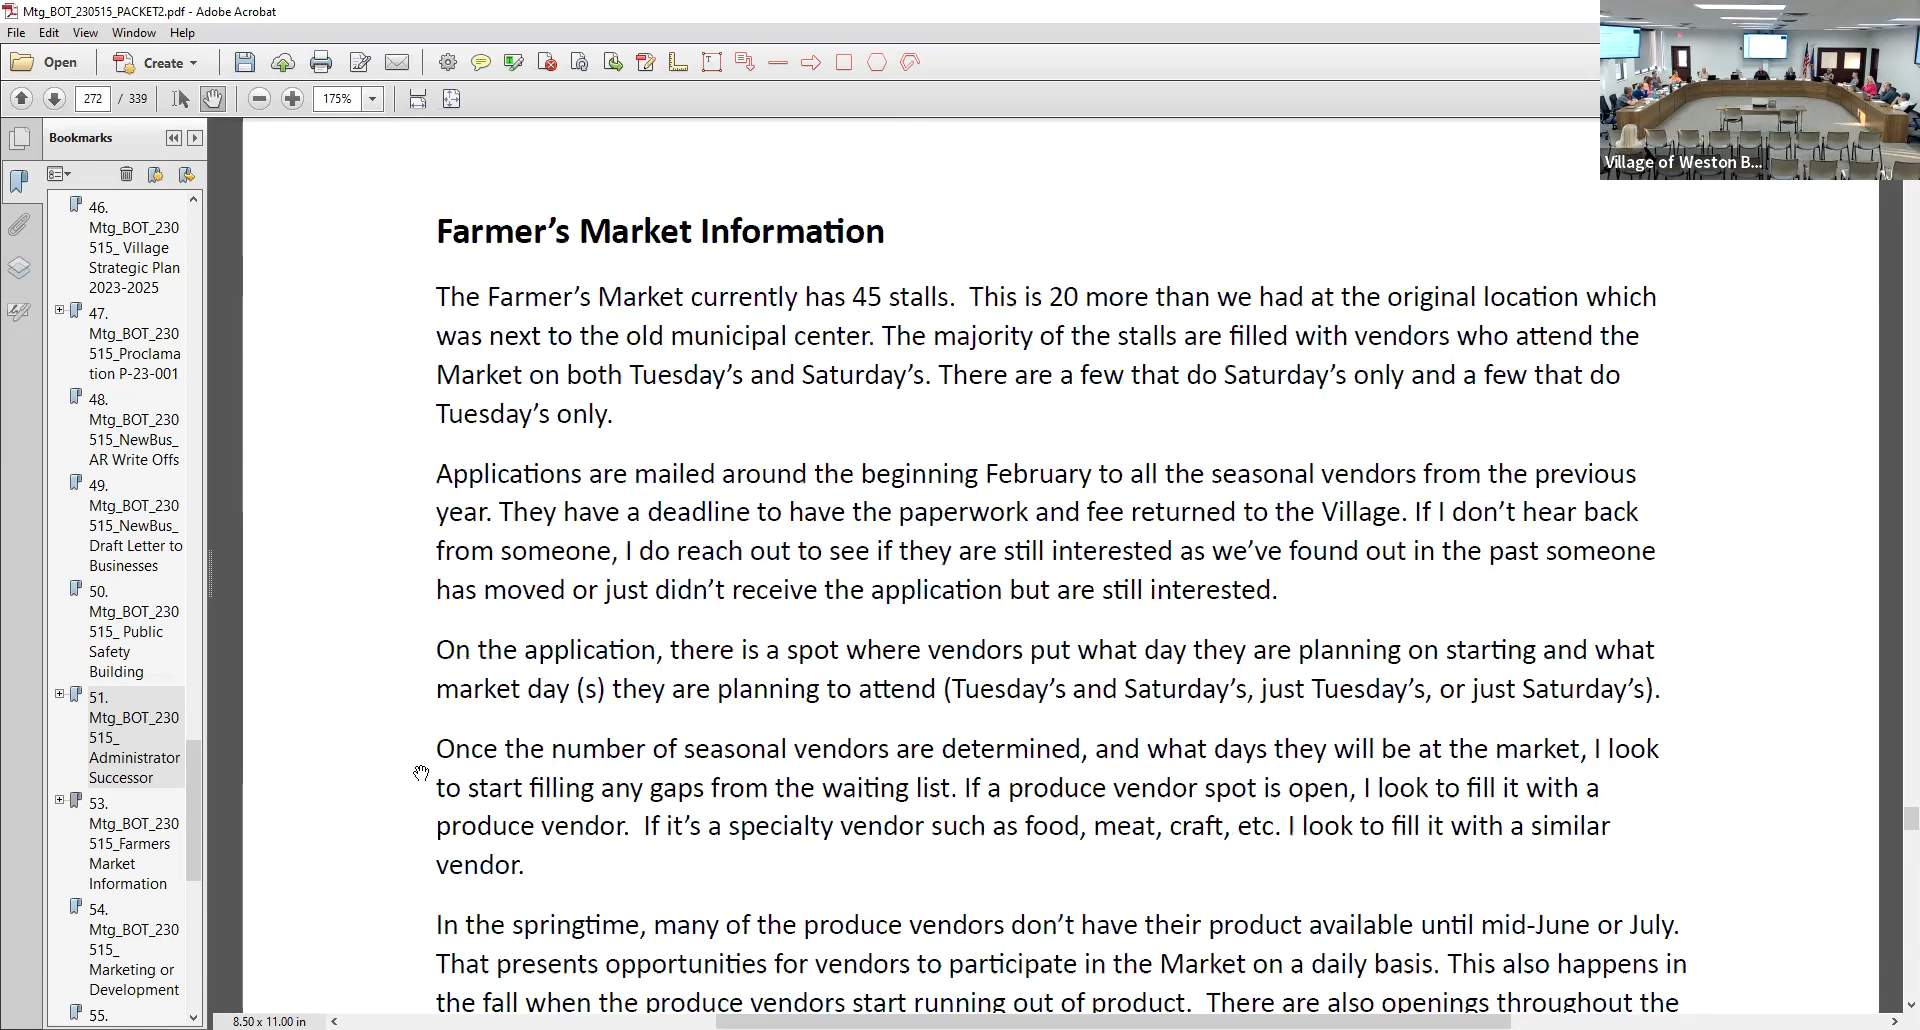 Mtg_BOT_230515_PACKET2.pdf - Adobe Acrobat
File Edit View Window Help
Open Create
272 / 339 175%
Bookmarks
46.
Mtg_BOT_230
515_ Village
Strategic Plan
2023-2025
47.
Mtg_BOT_230
515_Proclama
tion P-23-001
48.
Mtg_BOT_230
515_NewBus_
AR Write Offs
49.
Mtg_BOT_230
515_NewBus_
Draft Letter to
Businesses
50.
Mtg_BOT_230
515_ Public
Safety
Building
51.
Mtg_BOT_230
515_
Administrator
Successor
53.
Mtg_BOT_230
515_Farmers
Market
Information
54.
Mtg_BOT_230
515_
Marketing or
Development
55.
Village of Weston B...
Farmer’s Market Information
The Farmer’s Market currently has 45 stalls.  This is 20 more than we had at the original location which
was next to the old municipal center. The majority of the stalls are filled with vendors who attend the
Market on both Tuesday’s and Saturday’s. There are a few that do Saturday’s only and a few that do
Tuesday’s only.
Applications are mailed around the beginning February to all the seasonal vendors from the previous
year. They have a deadline to have the paperwork and fee returned to the Village. If I don’t hear back
from someone, I do reach out to see if they are still interested as we’ve found out in the past someone
has moved or just didn’t receive the application but are still interested.
On the application, there is a spot where vendors put what day they are planning on starting and what
market day (s) they are planning to attend (Tuesday’s and Saturday’s, just Tuesday’s, or just Saturday’s).
Once the number of seasonal vendors are determined, and what days they will be at the market, I look
to start filling any gaps from the waiting list. If a produce vendor spot is open, I look to fill it with a
produce vendor.  If it’s a specialty vendor such as food, meat, craft, etc. I look to fill it with a similar
vendor.
In the springtime, many of the produce vendors don’t have their product available until mid-June or July.
That presents opportunities for vendors to participate in the Market on a daily basis. This also happens in
the fall when the produce vendors start running out of product.  There are also openings throughout the
8.50 x 11.00 in